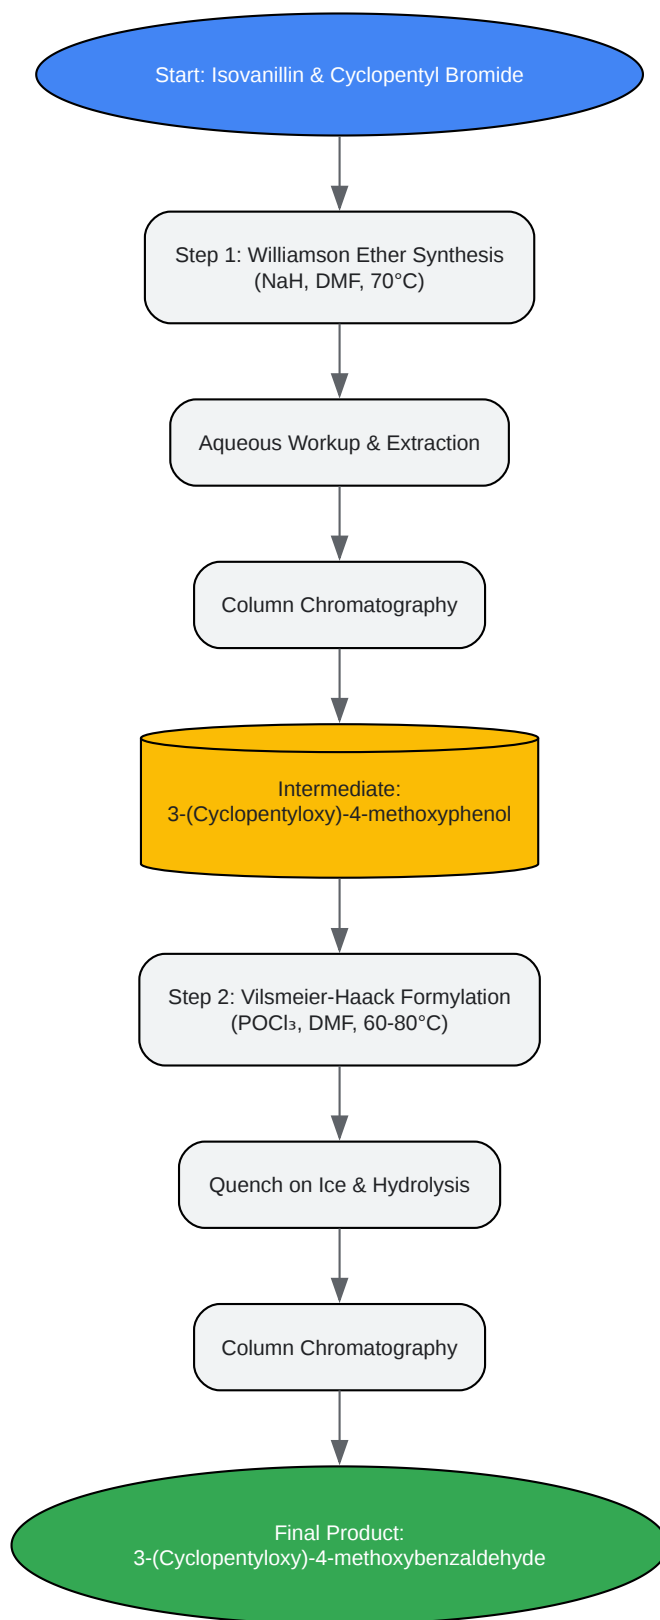 Start: Isovanillin & Cyclopentyl Bromide
Step 1: Williamson Ether Synthesis
(NaH, DMF, 70°C)
Aqueous Workup & Extraction
Column Chromatography
Intermediate:
3-(Cyclopentyloxy)-4-methoxyphenol
Step 2: Vilsmeier-Haack Formylation
(POCl₃, DMF, 60-80°C)
Quench on Ice & Hydrolysis
Column Chromatography
Final Product:
3-(Cyclopentyloxy)-4-methoxybenzaldehyde